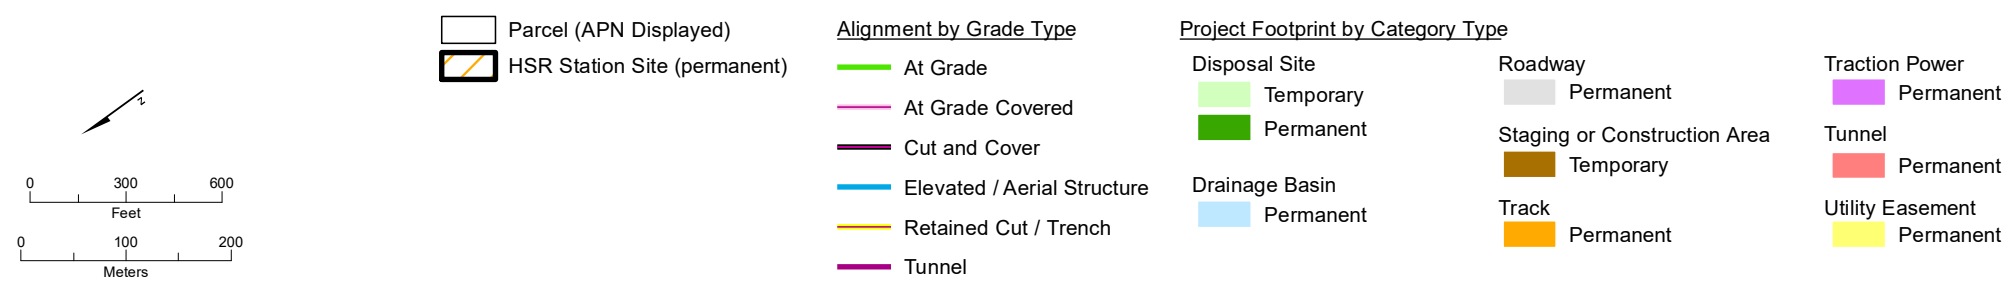 Parcel (APN Displayed)
HSR Station Site (permanent)
N
0 300 600
Feet
0 100 200
Meters
Alignment by Grade Type
At Grade
At Grade Covered
Cut and Cover
Elevated / Aerial Structure
Retained Cut / Trench
Tunnel
Project Footprint by Category Type
Disposal Site
Temporary
Permanent
Drainage Basin
Permanent
Roadway
Permanent
Staging or Construction Area
Temporary
Track
Permanent
Traction Power
Permanent
Tunnel
Permanent
Utility Easement
Permanent